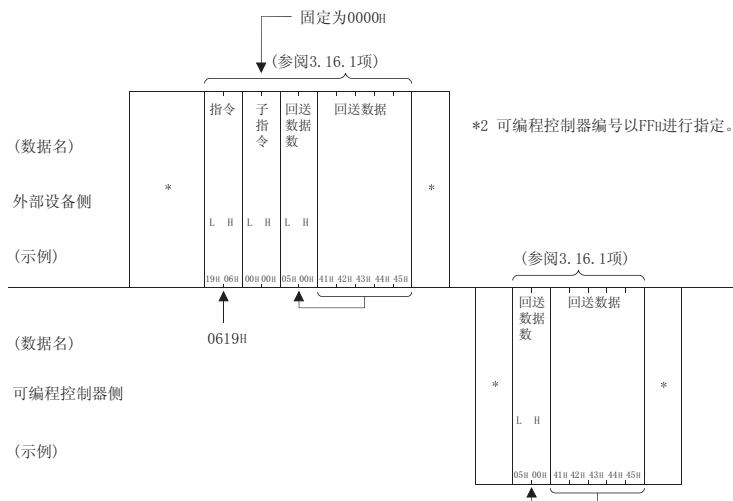 固定为0000H
(参阅3.16.1项)
指令
子指令
回送数据数
回送数据
*2 可编程控制器编号以FFH进行指定。
(数据名)
外部设备侧
(示例)
*
*
L H L H L H
19H 06H 00H 00H 05H 00H 41H 42H 43H 44H 45H
0619H
(参阅3.16.1项)
回送数据数
回送数据
(数据名)
可编程控制器侧
(示例)
*
*
L H
05H 00H 41H 42H 43H 44H 45H